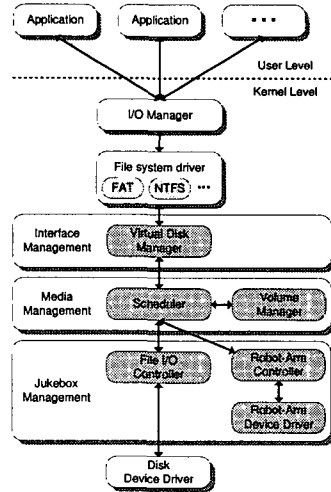 Application
Application
...
User Level
Kernel Level
I/O Manager
File system driver
FAT
NTFS
...
Interface
Management
Virtual Disk
Manager
Media
Management
Scheduler
Volume
Manager
Jukebox
Management
File I/O
Controller
Robot-Arm
Controller
Robot-Arm
Device Driver
Disk
Device Driver